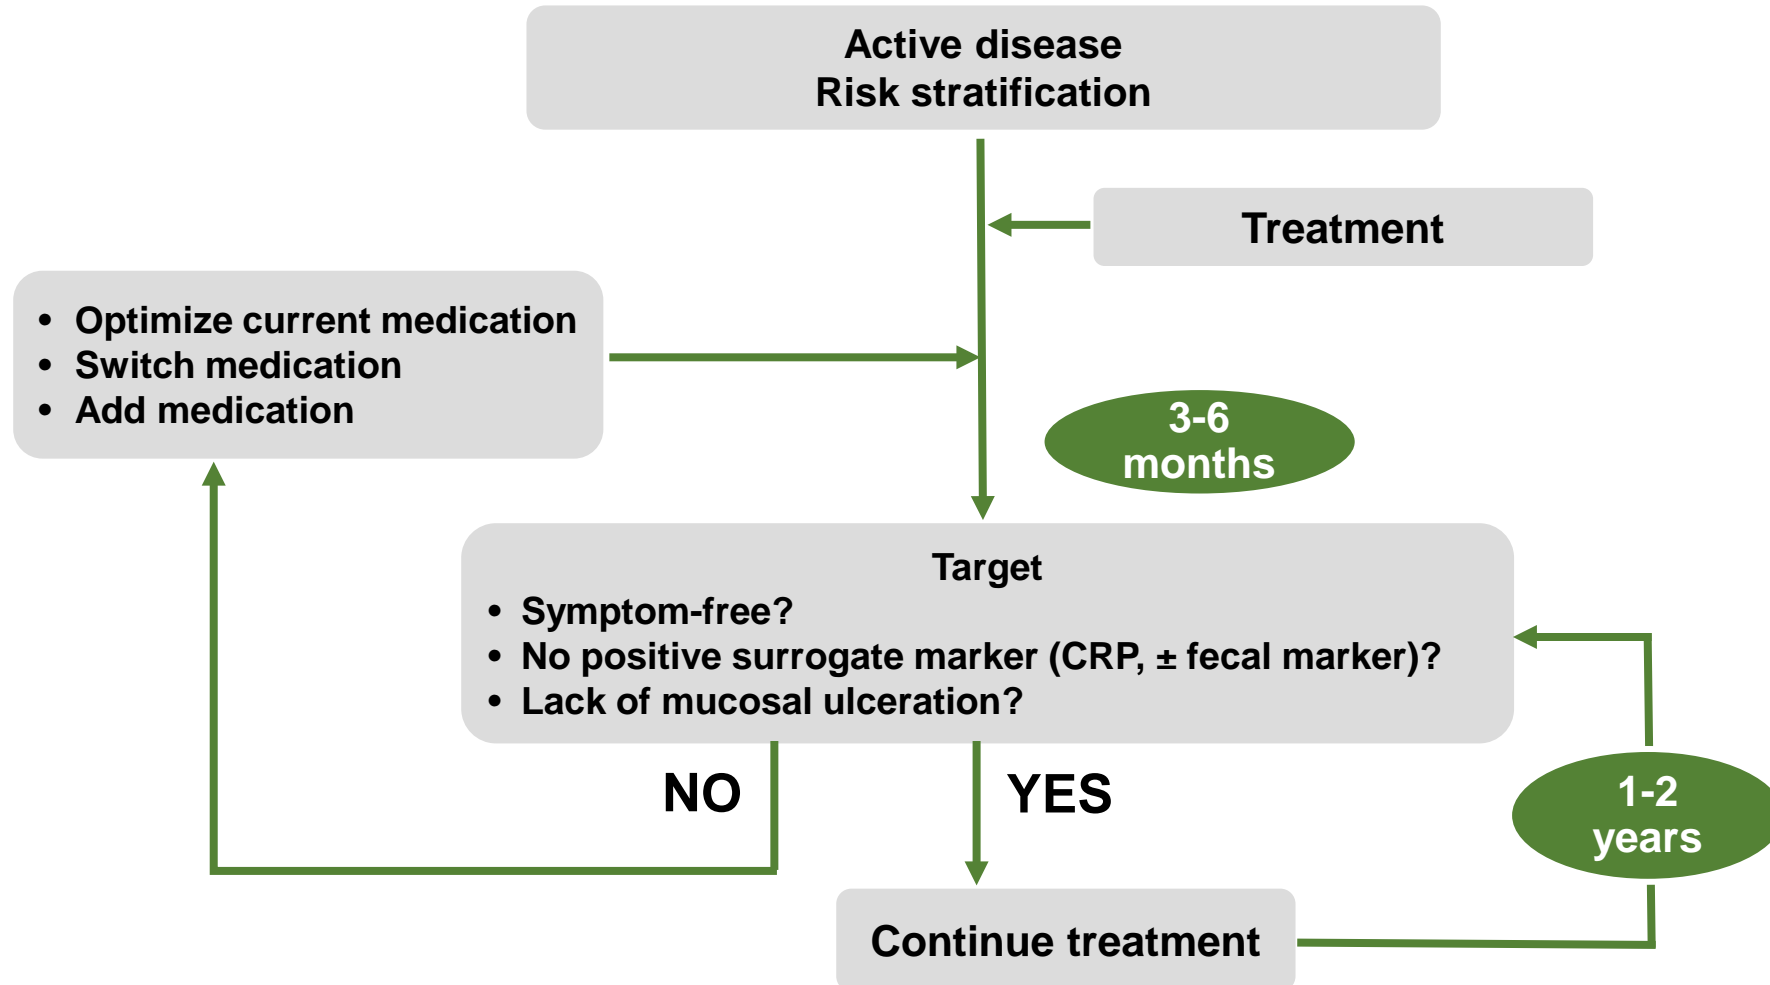 Active disease
Risk stratification
Treatment
• Optimize current medication
• Switch medication
• Add medication
3-6
months
Target
• Symptom-free?
• No positive surrogate marker (CRP, ± fecal marker)?
• Lack of mucosal ulceration?
NO
YES
1-2
years
Continue treatment